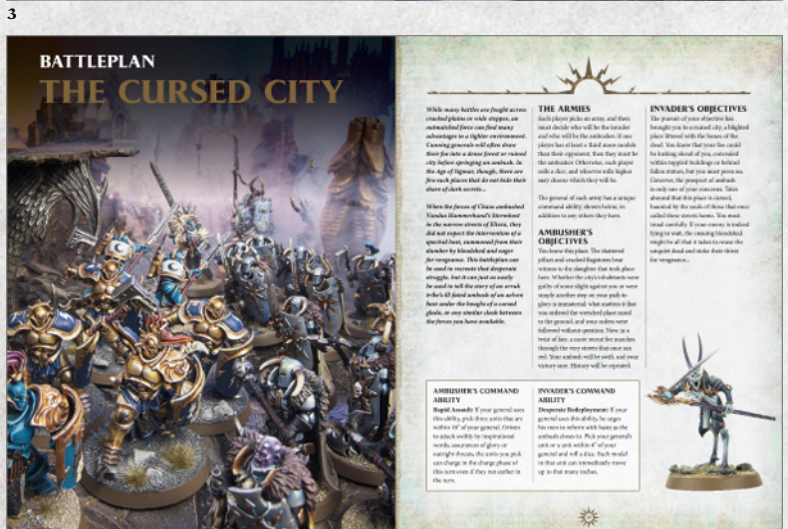 3
BATTLEPLAN
THE CURSED CITY
While many battles are fought across
cracked plains or wide steppes, an
outmatched force can find many
advantages in a tighter environment.
Cunning generals will often draw
their foe into a dense forest or ruined
city before springing an ambush. In
the Age of Sigmar, though, there are
few such places that do not hide their
share of dark secrets...
When the forces of Chaos ambushed
Vandus Hammerhand's Stormhost
in the narrow streets of Elixia, they
did not expect the intervention of a
spectral host, summoned from their
slumber by bloodshed and eager
for vengeance. This battleplan can
be used to recreate that desperate
struggle, but it can just as easily
be used to tell the story of an orruk
tribe's ill-fated ambush of an aelven
host under the boughs of a cursed
glade, or any similar clash between
the forces you have available.
THE ARMIES
Each player picks an army, and then
must decide who will be the invader
and who will be the ambusher. If one
player has at least a third more models
than their opponent, then they must be
the ambusher. Otherwise, each player
rolls a dice, and whoever rolls higher
may choose which they will be.
The general of each army has a unique
command ability, shown below, in
addition to any others they have.
AMBUSHER'S
OBJECTIVES
You know this place. The shattered
pillars and cracked flagstones bear
witness to the slaughter that took place
here. Whether the city's inhabitants were
guilty of some slight against you or were
simply another step on your path to
glory is immaterial; what matters is that
you ordered the wretched place razed
to the ground, and your orders were
followed without question. Now, in a
twist of fate, a more recent foe marches
through the very streets that once ran
red. Your ambush will be swift, and your
victory sure. History will be repeated.
INVADER'S OBJECTIVES
The pursuit of your objective has
brought you to a ruined city, a blighted
place littered with the bones of the
dead. You know that your foe could
be lurking ahead of you, concealed
within toppled buildings or behind
fallen statues, but you must press on.
However, the prospect of ambush
is only one of your concerns. Tales
abound that this place is cursed,
haunted by the souls of those that once
called these streets home. You must
tread carefully. If your enemy is indeed
lying in wait, the ensuing bloodshed
might be all that it takes to rouse the
unquiet dead and stoke their thirst
for vengeance...
AMBUSHER'S COMMAND
ABILITY
Rapid Assault: If your general uses
this ability, pick three units that are
within 18" of your general. Driven
to attack swiftly by inspirational
words, assurances of glory or
outright threats, the units you pick
can charge in the charge phase of
this turn even if they ran earlier in
the turn.
INVADER'S COMMAND
ABILITY
Desperate Redeployment: If your
general uses this ability, he urges
his men to reform with haste as the
ambush closes in. Pick your general's
unit or a unit within 6" of your
general and roll a dice. Each model
in that unit can immediately move
up to that many inches.